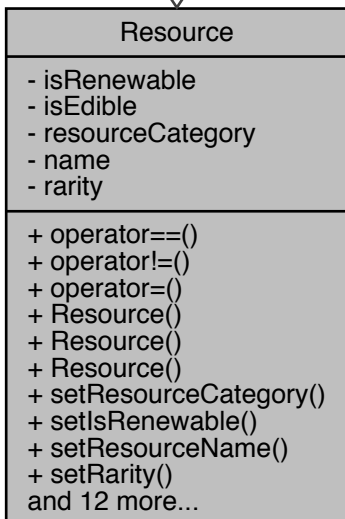 Resource
- isRenewable
- isEdible
- resourceCategory
- name
- rarity
+ operator==()
+ operator!=()
+ operator=()
+ Resource()
+ Resource()
+ Resource()
+ setResourceCategory()
+ setIsRenewable()
+ setResourceName()
+ setRarity()
and 12 more...